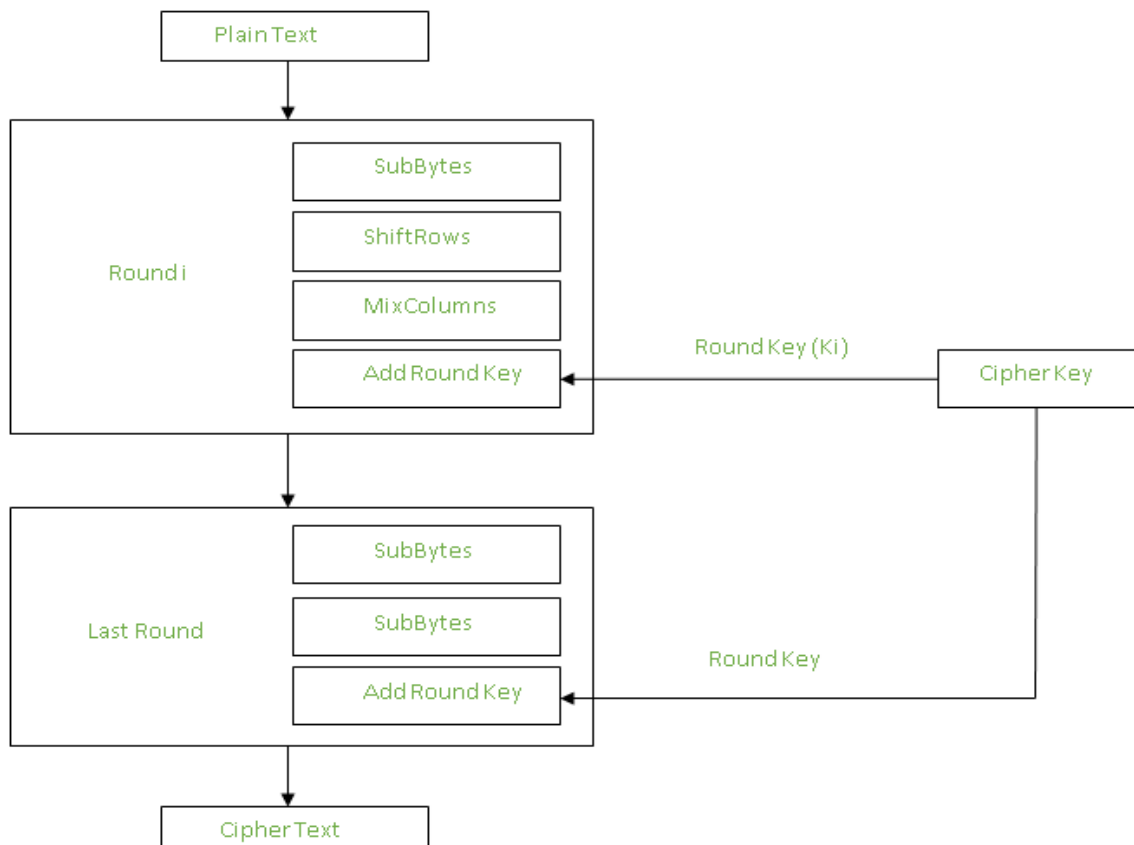 Plain Text
SubBytes
ShiftRows
Round i
MixColumns
Round Key (Ki)
Add Round Key
Cipher Key
SubBytes
SubBytes
Last Round
Round Key
Add Round Key
Cipher Text